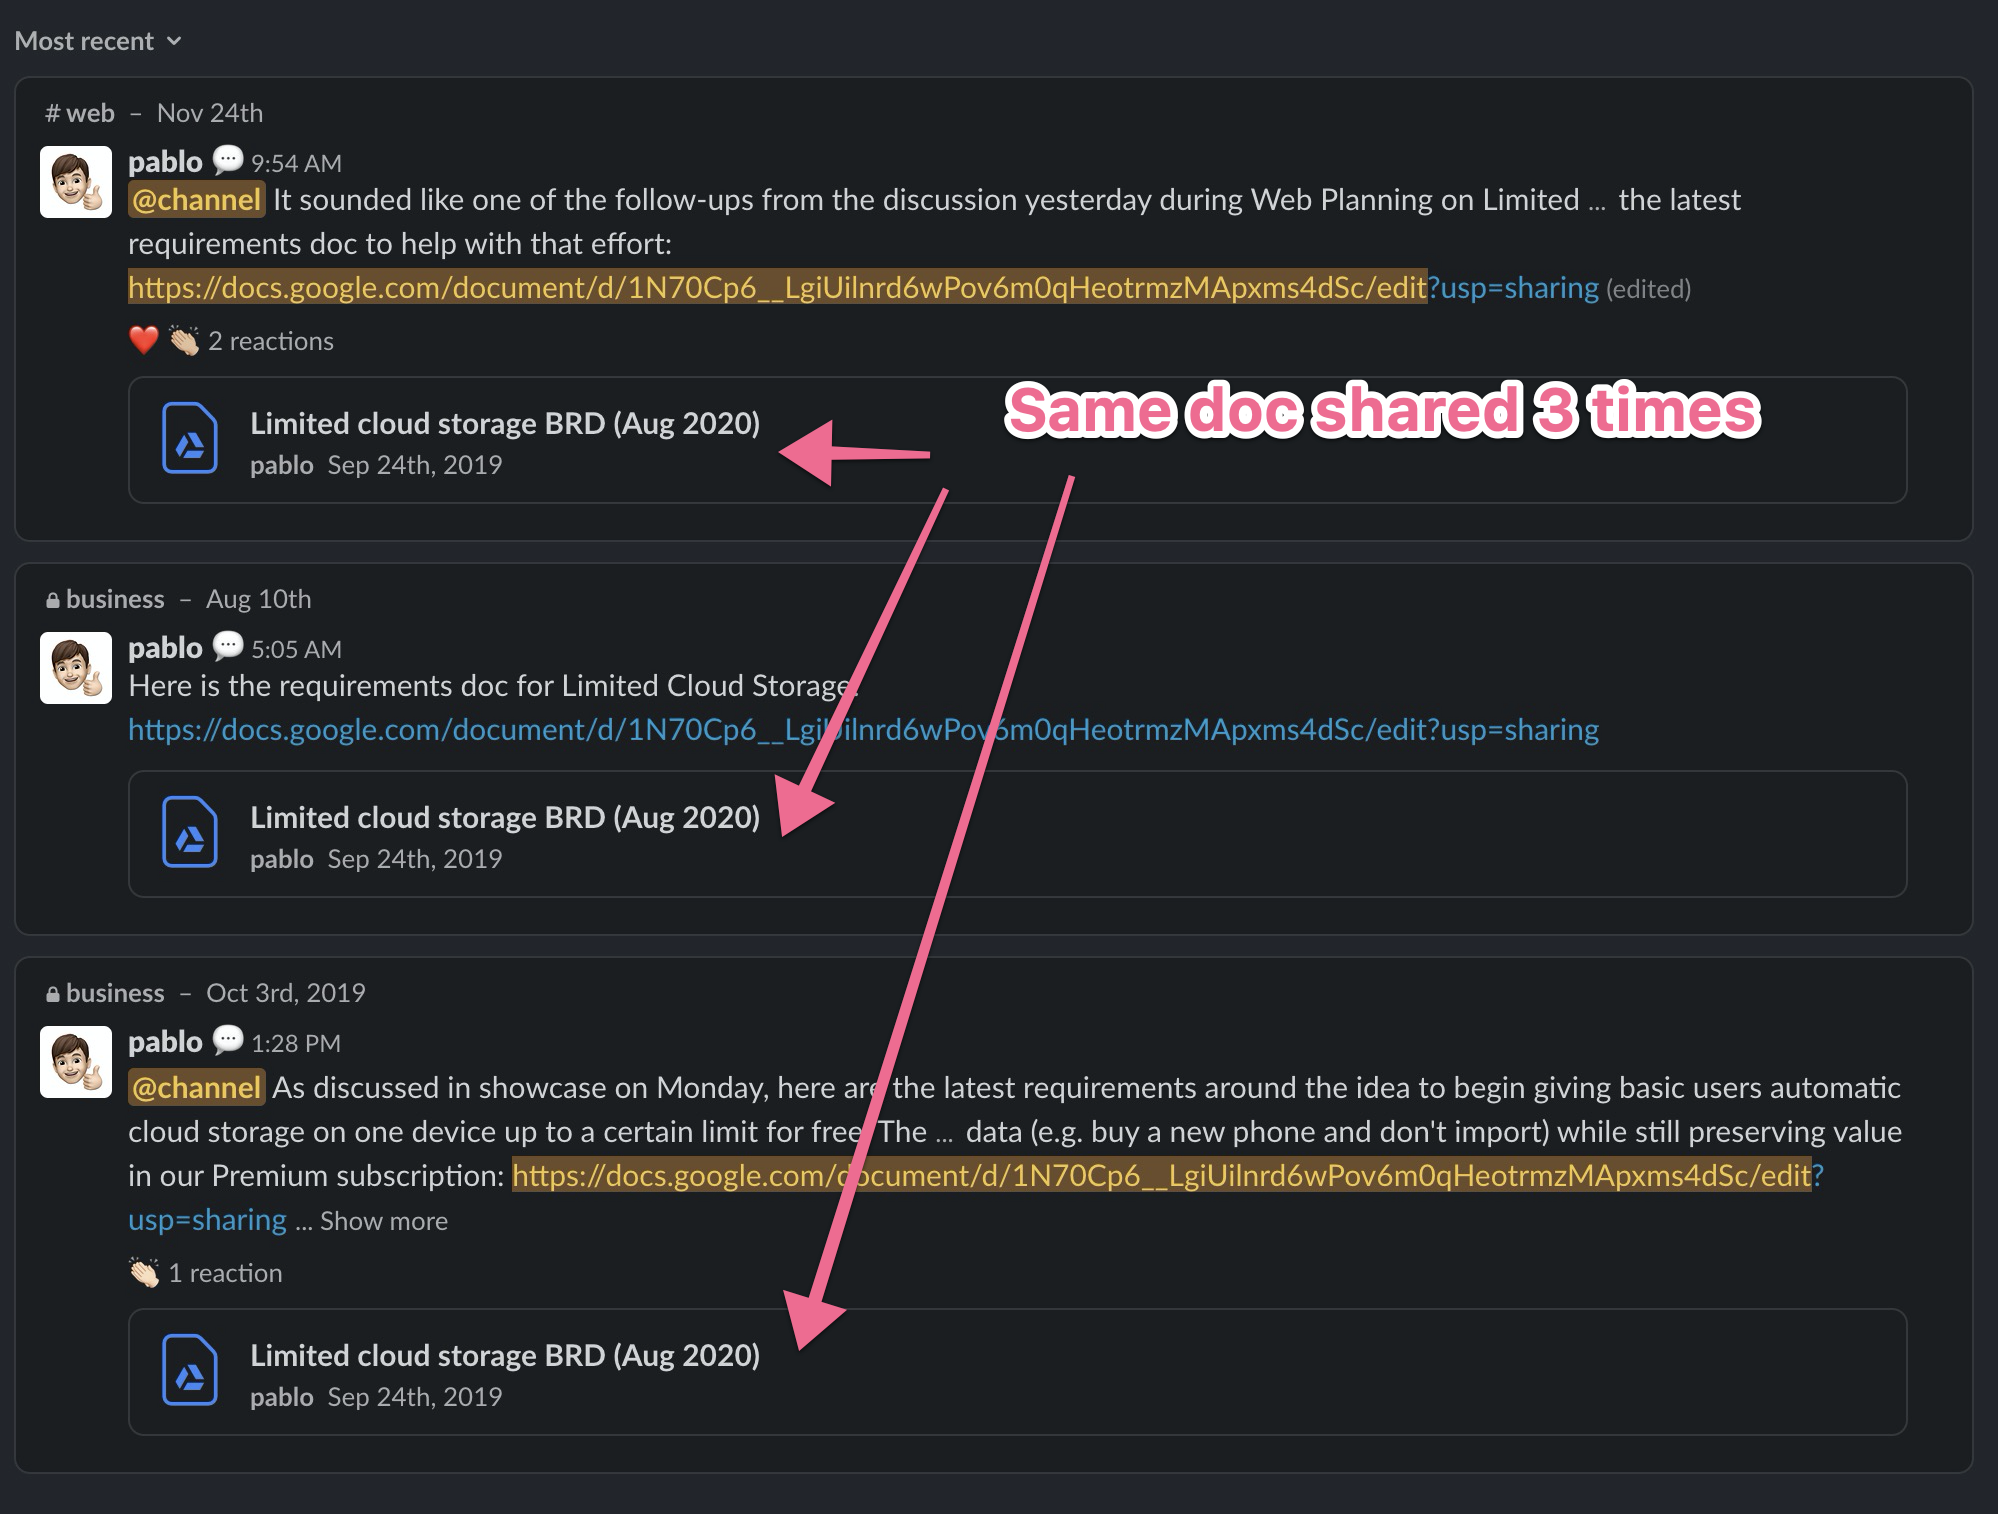 Most recent
# web – Nov 24th
pablo 9:54 AM
@channel It sounded like one of the follow-ups from the discussion yesterday during Web Planning on Limited ... the latest
requirements doc to help with that effort:
https://docs.google.com/document/d/1N70Cp6__LgiUilnrd6wPov6m0qHeotrmzMApxms4dSc/edit?usp=sharing (edited)
2 reactions
Same doc shared 3 times
Limited cloud storage BRD (Aug 2020)
pablo Sep 24th, 2019
business – Aug 10th
pablo 5:05 AM
Here is the requirements doc for Limited Cloud Storage.
https://docs.google.com/document/d/1N70Cp6__LgiUilnrd6wPov6m0qHeotrmzMApxms4dSc/edit?usp=sharing
Limited cloud storage BRD (Aug 2020)
pablo Sep 24th, 2019
business – Oct 3rd, 2019
pablo 1:28 PM
@channel As discussed in showcase on Monday, here are the latest requirements around the idea to begin giving basic users automatic
cloud storage on one device up to a certain limit for free. The ... data (e.g. buy a new phone and don't import) while still preserving value
in our Premium subscription: https://docs.google.com/document/d/1N70Cp6__LgiUilnrd6wPov6m0qHeotrmzMApxms4dSc/edit?
usp=sharing ... Show more
1 reaction
Limited cloud storage BRD (Aug 2020)
pablo Sep 24th, 2019